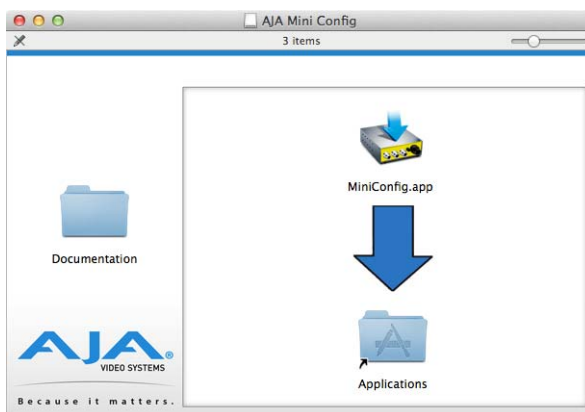 AJA Mini Config
3 items
MiniConfig.app
Documentation
Applications
AJA®
VIDEO SYSTEMS
Because it matters.